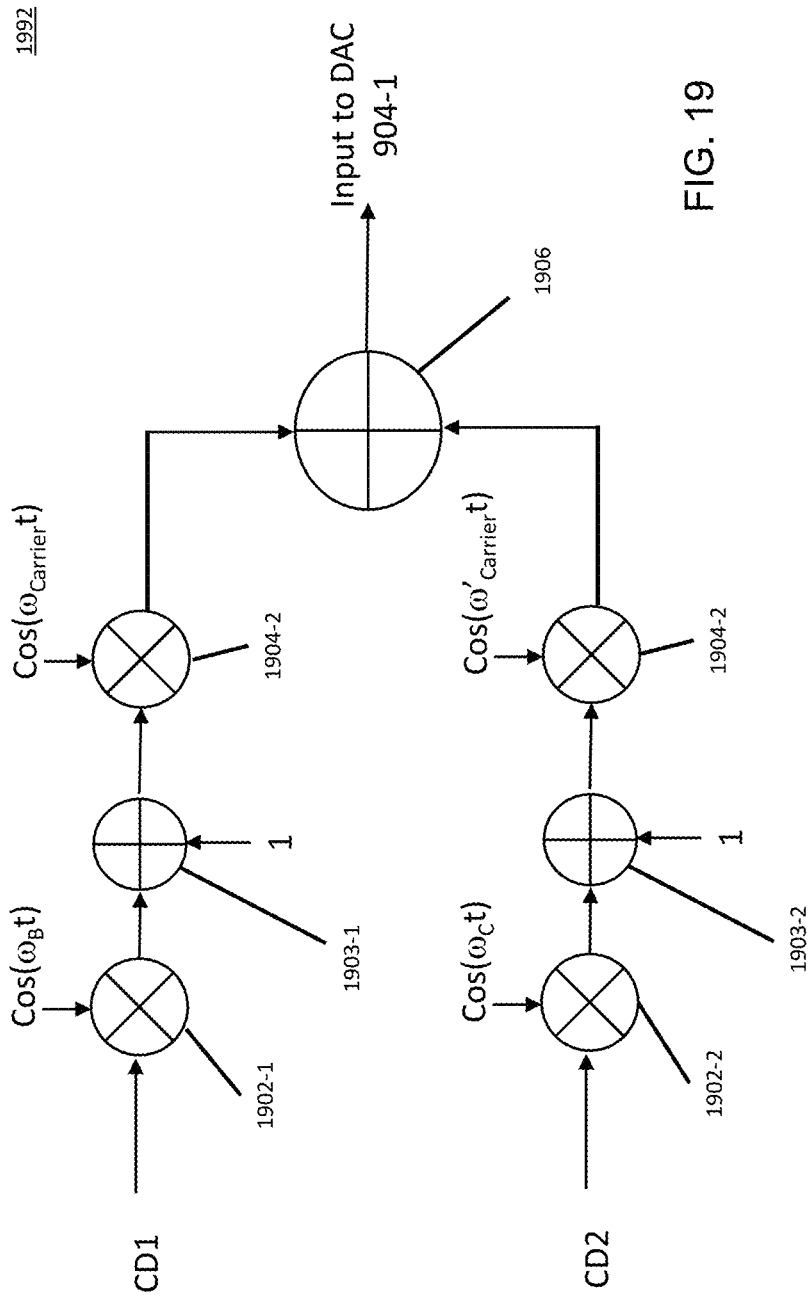 1992
CD1
Cos(ωBt)
1902-1
1903-1
1
Cos(ωCarriert)
1904-2
Input to DAC
904-1
1906
CD2
Cos(ωCt)
1902-2
1903-2
1
Cos(ω'Carriert)
1904-2
FIG. 19